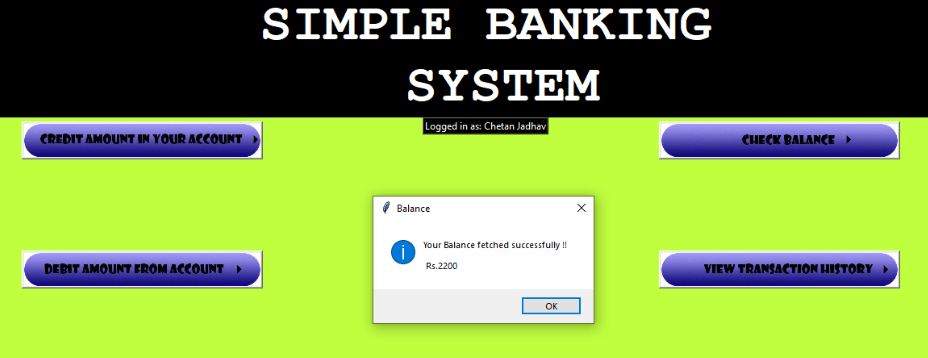 SIMPLE BANKING
SYSTEM
Logged in as: Chetan Jadhav
CREDIT AMOUNT IN YOUR ACCOUNT
CHECK BALANCE
Balance
Your Balance fetched successfully !!
Rs.2200
DEBIT AMOUNT FROM ACCOUNT
VIEW TRANSACTION HISTORY
OK